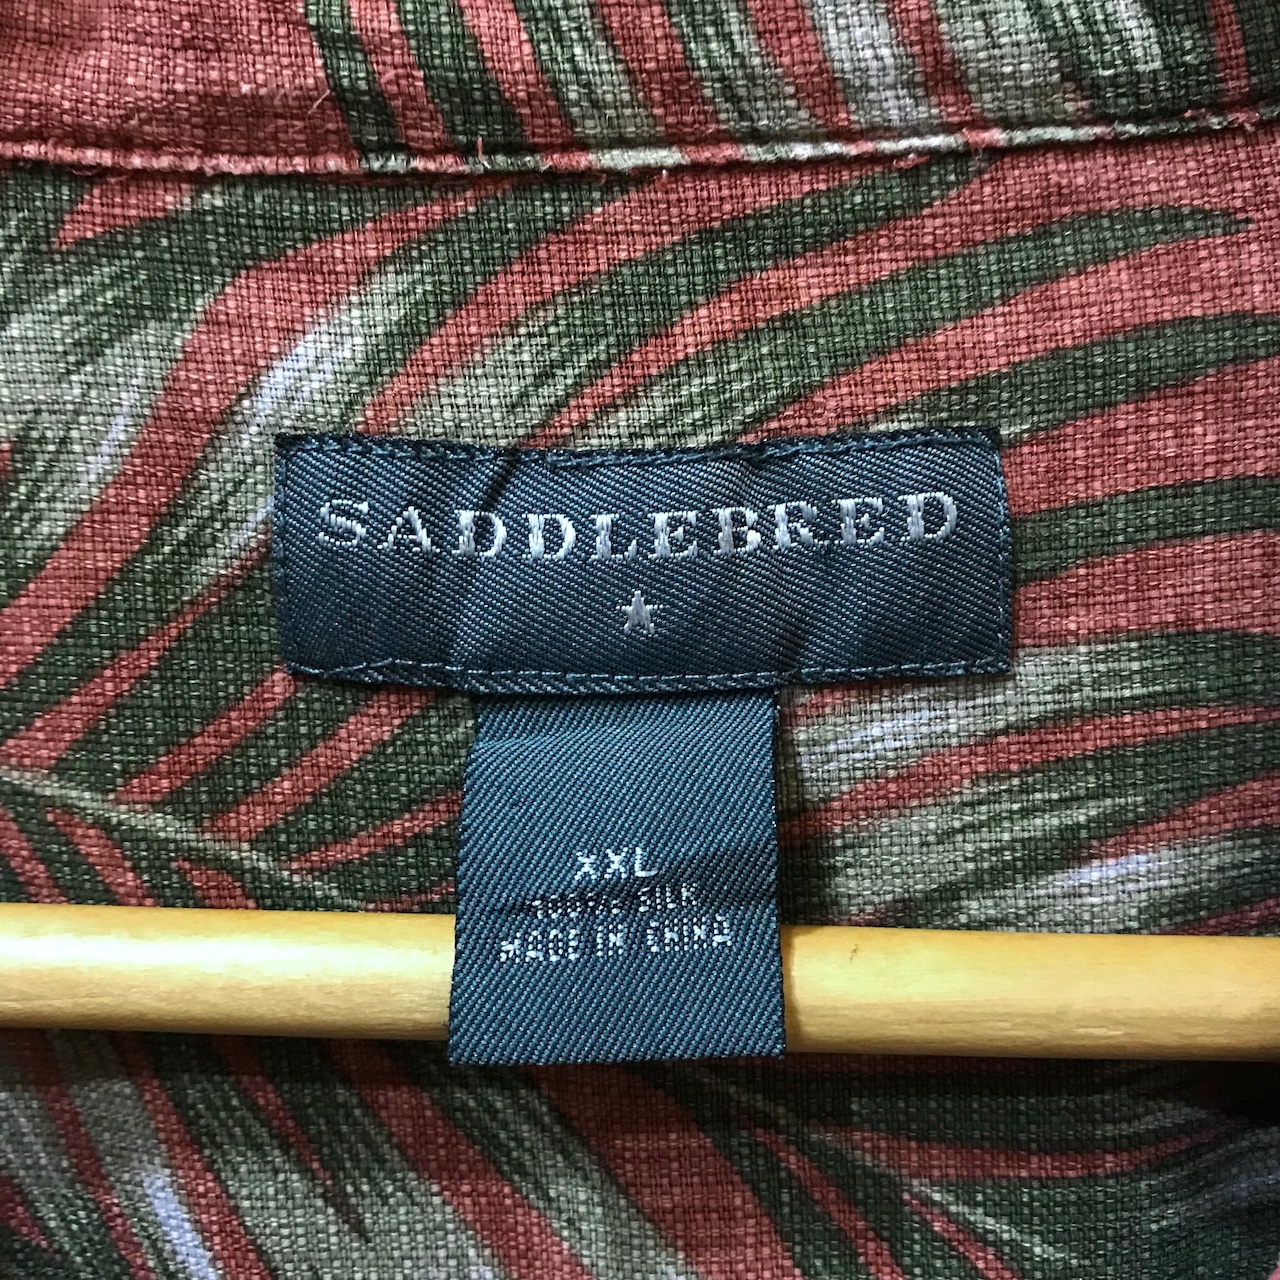 SADDLEBRED
XXL
100% SILK
MADE IN CHINA